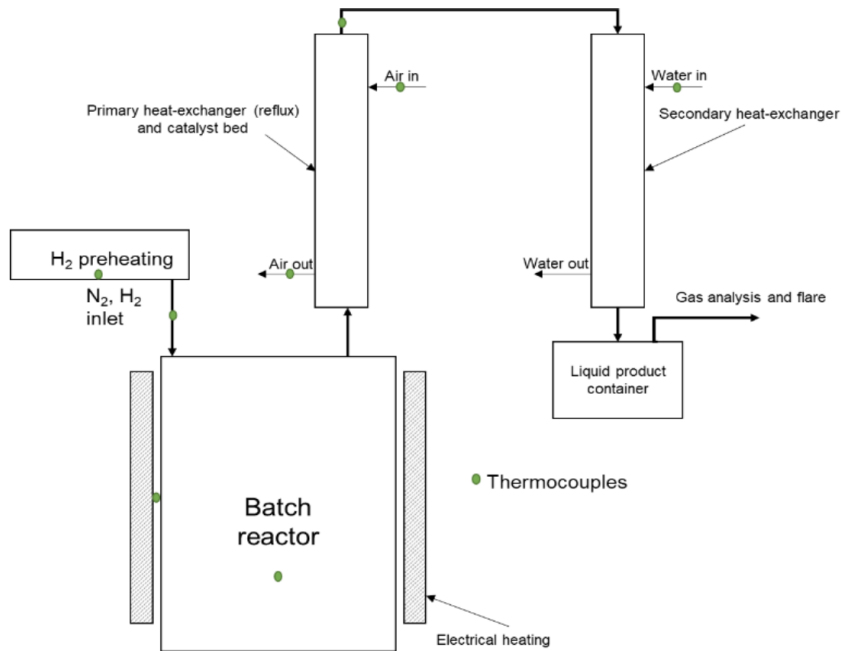 Air in
Water in
Primary heat-exchanger (reflux)
and catalyst bed
Secondary heat-exchanger
H₂ preheating
N₂, H₂
inlet
Air out
Water out
Gas analysis and flare
Liquid product
container
Batch
reactor
Thermocouples
Electrical heating